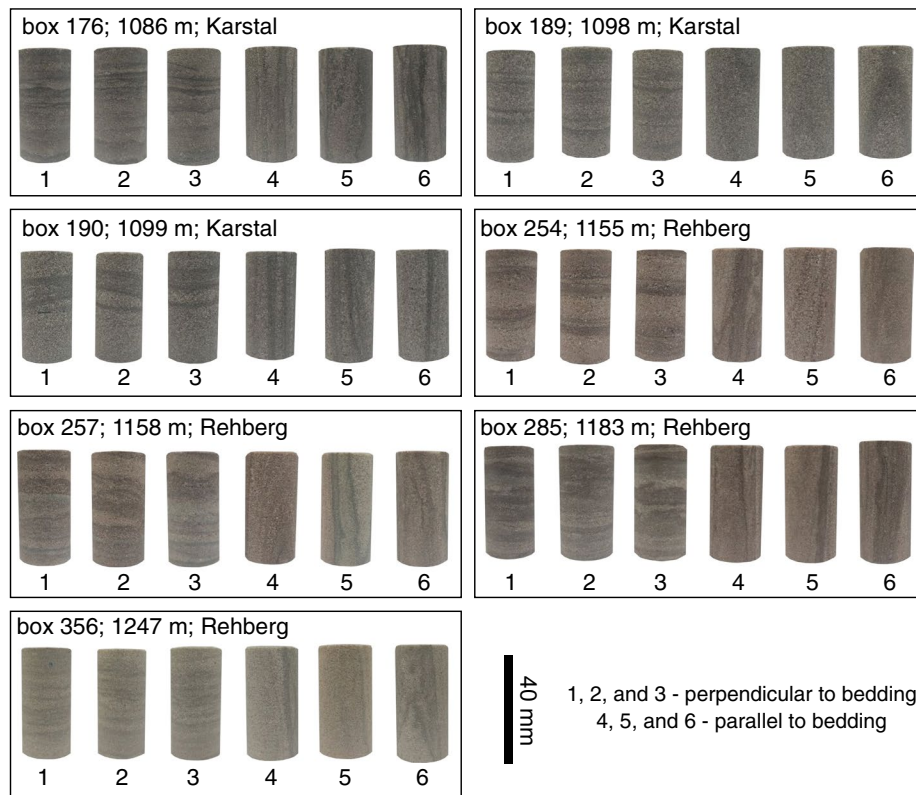 box 176; 1086 m; Karstal
1 2 3 4 5 6
box 189; 1098 m; Karstal
1 2 3 4 5 6
box 190; 1099 m; Karstal
1 2 3 4 5 6
box 254; 1155 m; Rehberg
1 2 3 4 5 6
box 257; 1158 m; Rehberg
1 2 3 4 5 6
box 285; 1183 m; Rehberg
1 2 3 4 5 6
box 356; 1247 m; Rehberg
1 2 3 4 5 6
40 mm
1, 2, and 3 - perpendicular to bedding
4, 5, and 6 - parallel to bedding